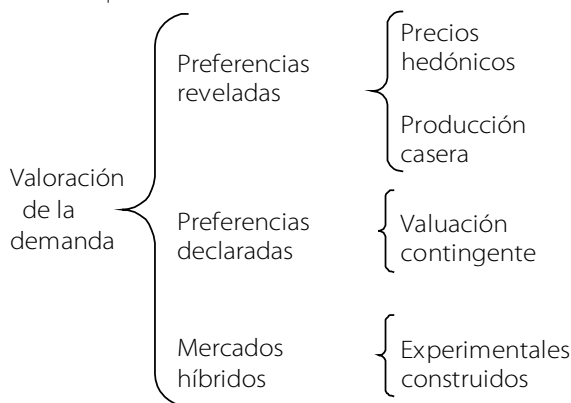 Valoración
de la
demanda
Preferencias
reveladas
Precios
hedónicos
Producción
casera
Preferencias
declaradas
Valuación
contingente
Mercados
híbridos
Experimentales
construidos